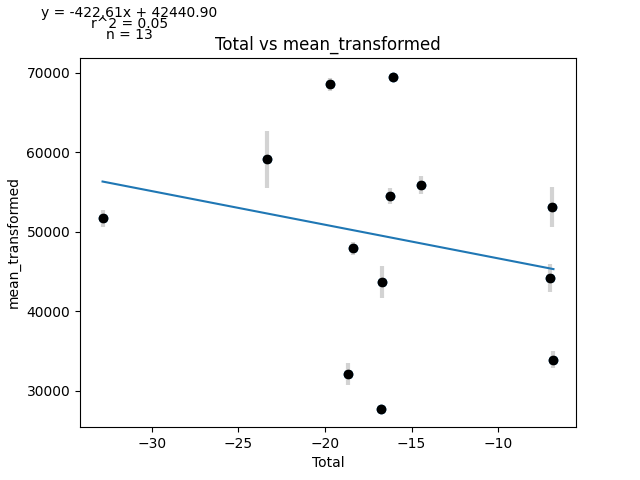 y = -422.61x + 42440.90
r^2 = 0.05
n = 13
Total vs mean_transformed
70000
60000
50000
40000
30000
mean_transformed
−30
−25
−20
−15
−10
Total